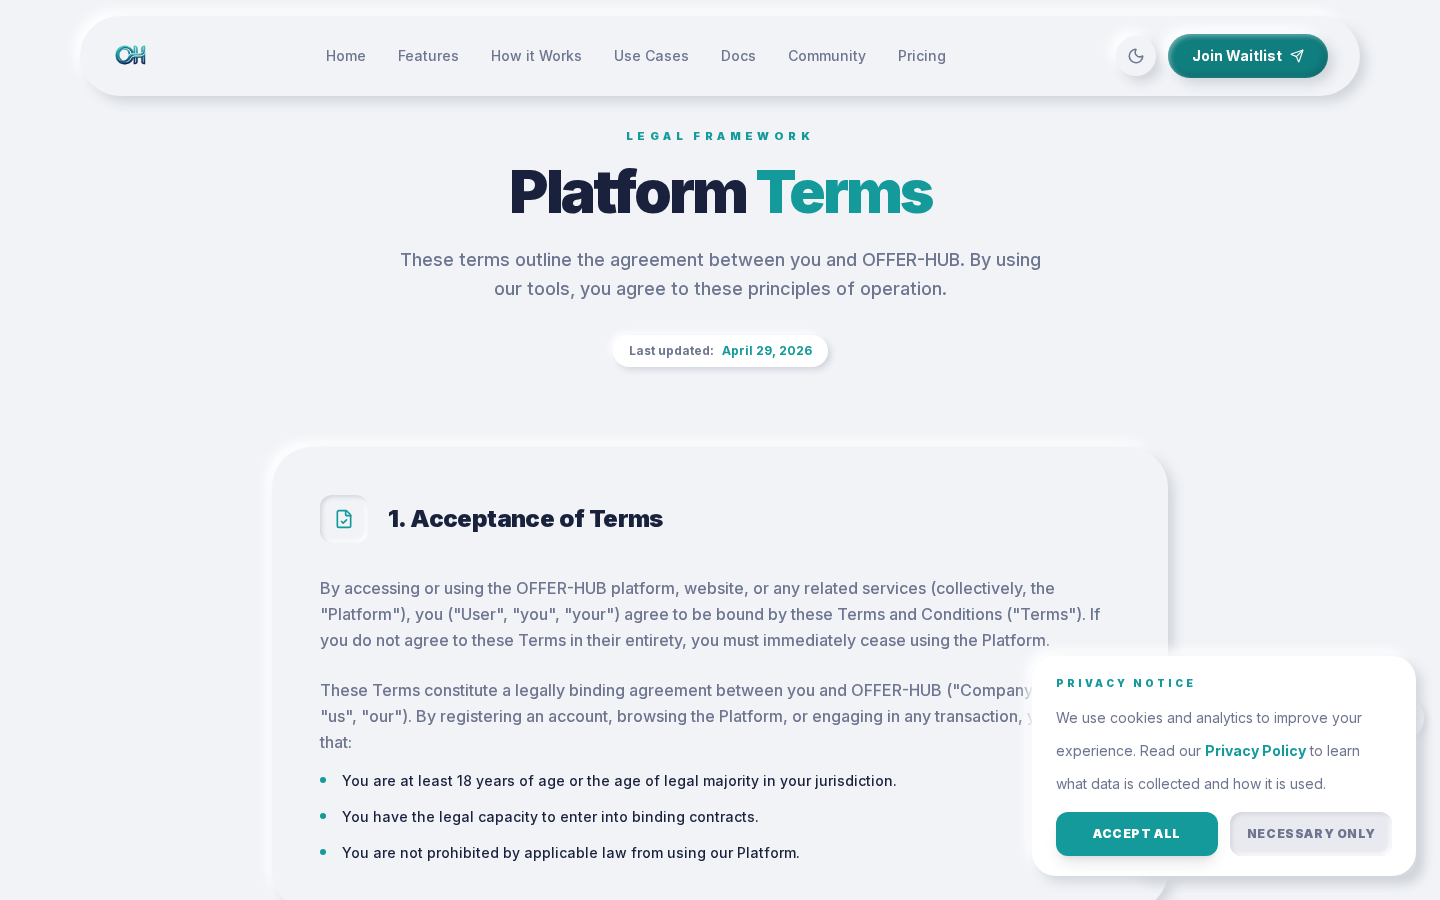 OH
Home
Features
How it Works
Use Cases
Docs
Community
Pricing
Join Waitlist
LEGAL FRAMEWORK
Platform Terms
These terms outline the agreement between you and OFFER-HUB. By using
our tools, you agree to these principles of operation.
Last updated: April 29, 2026
1. Acceptance of Terms
By accessing or using the OFFER-HUB platform, website, or any related services (collectively, the
"Platform"), you ("User", "you", "your") agree to be bound by these Terms and Conditions ("Terms"). If
you do not agree to these Terms in their entirety, you must immediately cease using the Platform.
These Terms constitute a legally binding agreement between you and OFFER-HUB ("Company
"us", "our"). By registering an account, browsing the Platform, or engaging in any transaction,
that:
You are at least 18 years of age or the age of legal majority in your jurisdiction.
You have the legal capacity to enter into binding contracts.
You are not prohibited by applicable law from using our Platform.
PRIVACY NOTICE
We use cookies and analytics to improve your
experience. Read our Privacy Policy to learn
what data is collected and how it is used.
ACCEPT ALL
NECESSARY ONLY